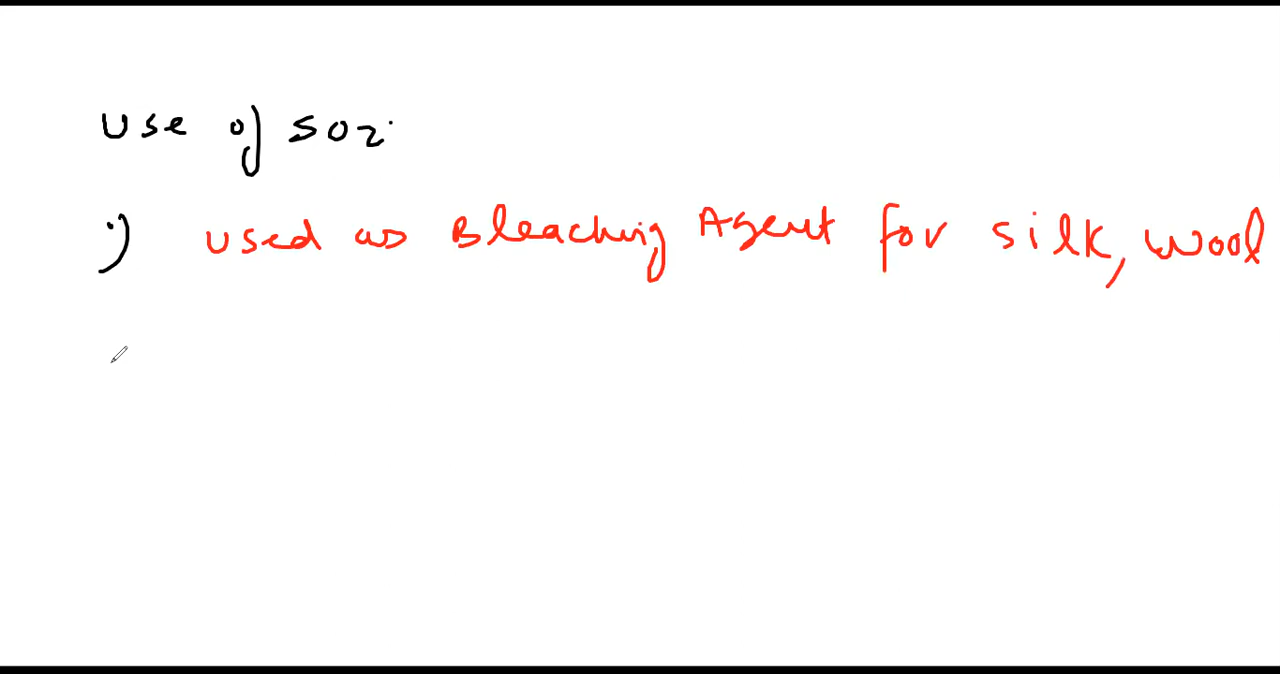 use of SO2.
i) used as Bleaching Agent for silk, wool